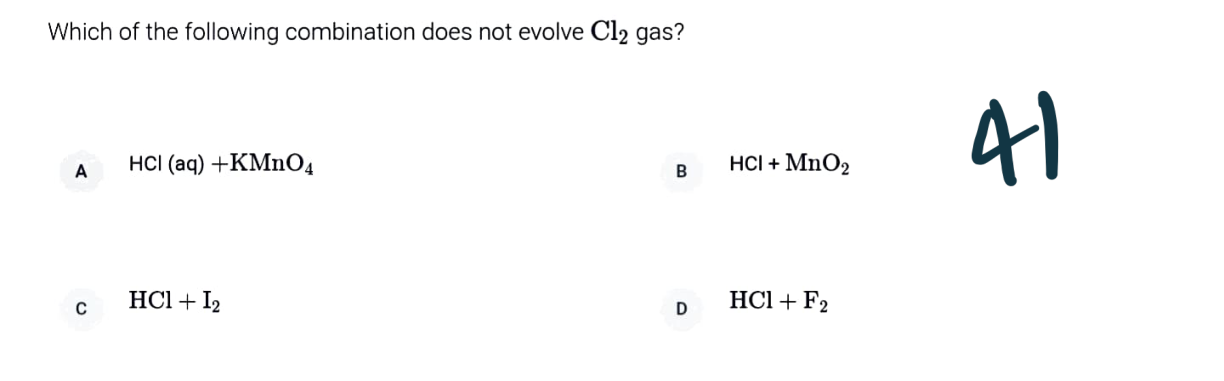 Which of the following combination does not evolve Cl₂ gas?
41
A HCl (aq) +KMnO₄
B HCl + MnO₂
C HCl + I₂
D HCl + F₂